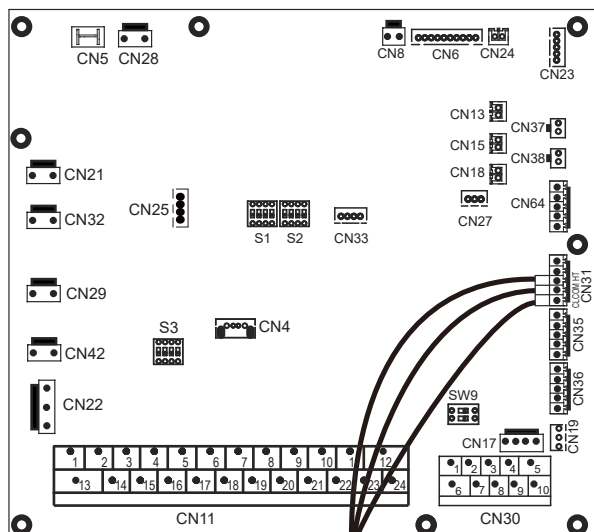 CN5
CN28
CN8
CN6
CN24
CN23
CN13
CN37
CN15
CN38
CN18
CN21
CN32
CN25
S1
S2
CN33
CN27
CN64
CN29
CLCOM HT
CN31
CN42
S3
CN4
CN35
CN22
CN36
SW9
CN17
CN19
1 2 3 4 5 6 7 8 9 10 1 12
13 14 15 16 17 18 19 20 21 22 23 24
CN11
1 2 3 4 5
6 7 8 9 10
CN30